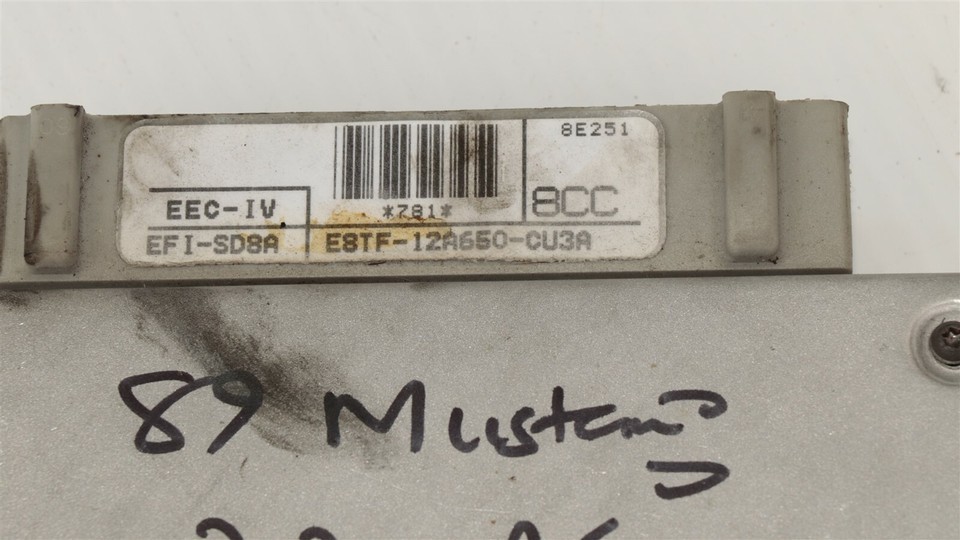 8E251
*781*
8CC
EEC-IV
EFI-SD8A E8TF-12A650-CU3A
89 Mustang